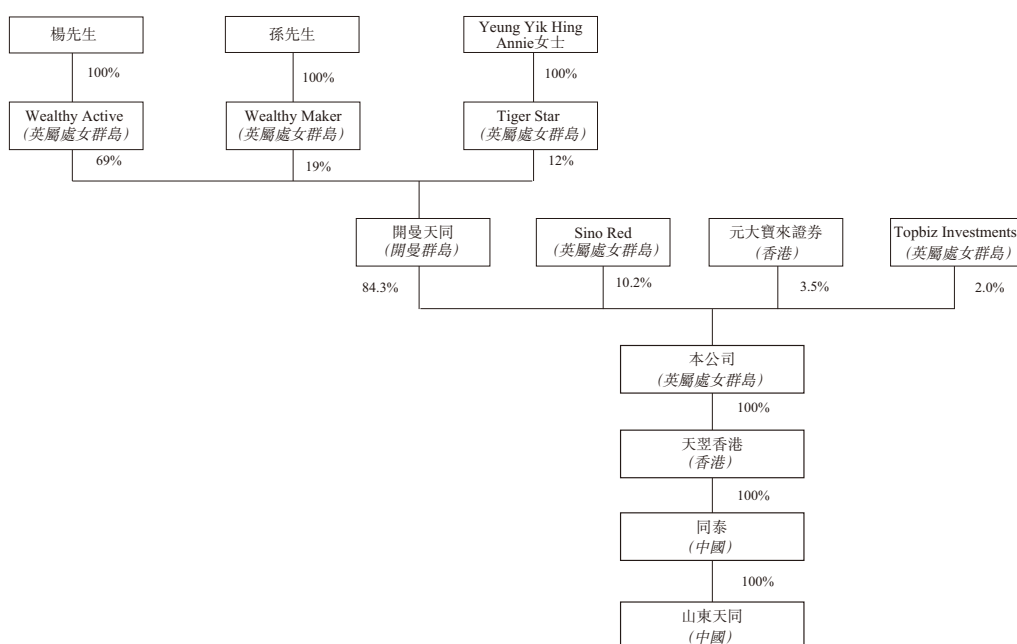 楊先生
孫先生
Yeung Yik Hing
Annie女士
100%
100%
100%
Wealthy Active
(英屬處女群島)
Wealthy Maker
(英屬處女群島)
Tiger Star
(英屬處女群島)
69%
19%
12%
開曼天同
(開曼群島)
Sino Red
(英屬處女群島)
元大寶來證券
(香港)
Topbiz Investments
(英屬處女群島)
84.3%
10.2%
3.5%
2.0%
本公司
(英屬處女群島)
100%
天翌香港
(香港)
100%
同泰
(中國)
100%
山東天同
(中國)